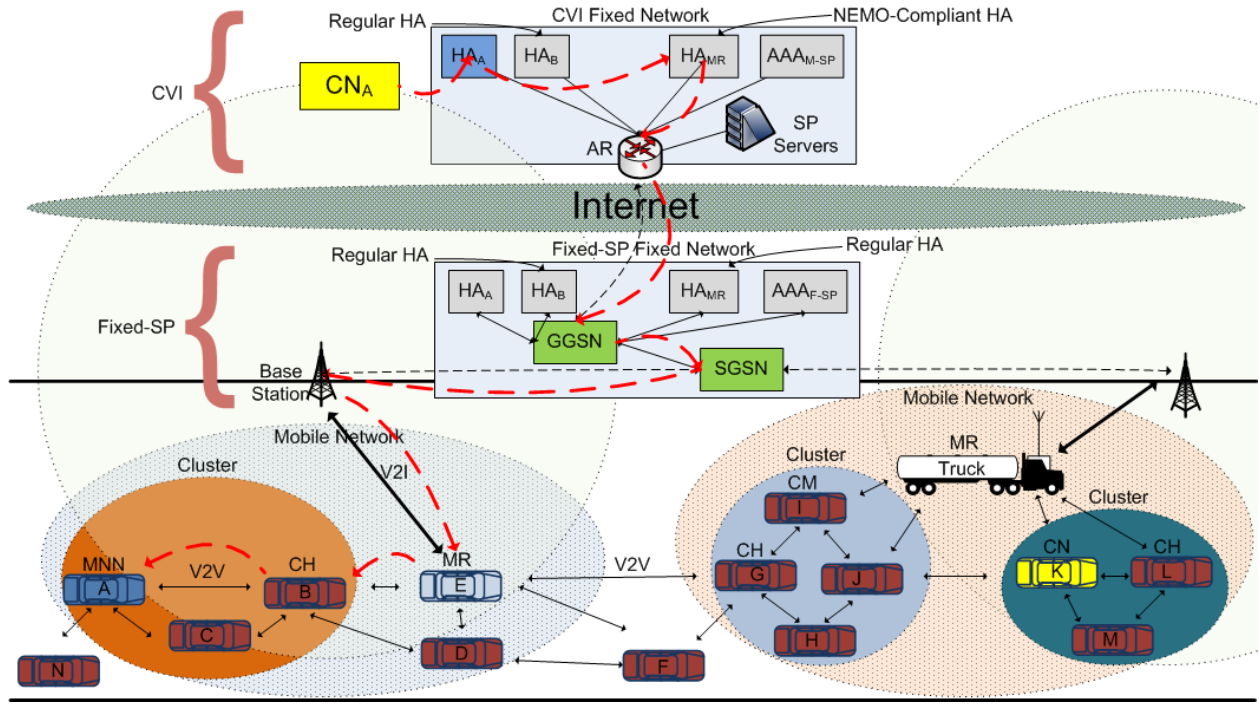 CVI Fixed Network
Regular HA
NEMO-Compliant HA
CVI
CNA
HAA
HAB
HAMR
AAAM-SP
AR
SP
Servers
Internet
Fixed-SP Fixed Network
Regular HA
Regular HA
Fixed-SP
HAA
HAB
HAMR
AAAF-SP
GGSN
SGSN
Base
Station
Mobile Network
Mobile Network
Cluster
V2I
MR
Truck
Cluster
CM
I
Cluster
MNN
A
V2V
CH
B
MR
E
V2V
CH
G
J
CN
K
CH
L
C
D
H
M
N
F